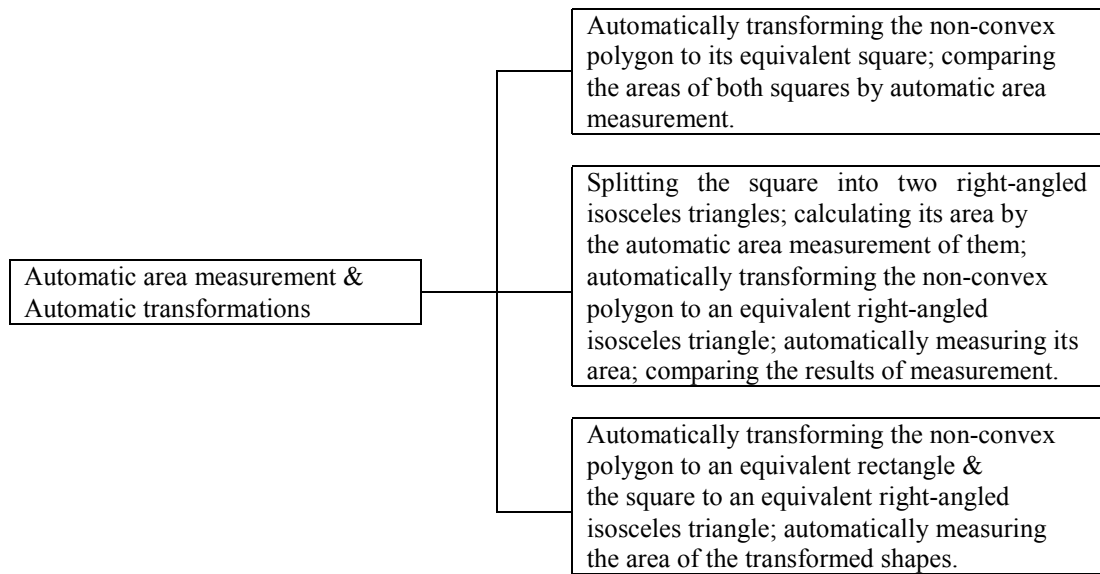 Automatically transforming the non-convex
polygon to its equivalent square; comparing
the areas of both squares by automatic area
measurement.
Splitting the square into two right-angled
isosceles triangles; calculating its area by
the automatic area measurement of them;
automatically transforming the non-convex
polygon to an equivalent right-angled
isosceles triangle; automatically measuring its
area; comparing the results of measurement.
Automatic area measurement &
Automatic transformations
Automatically transforming the non-convex
polygon to an equivalent rectangle &
the square to an equivalent right-angled
isosceles triangle; automatically measuring
the area of the transformed shapes.